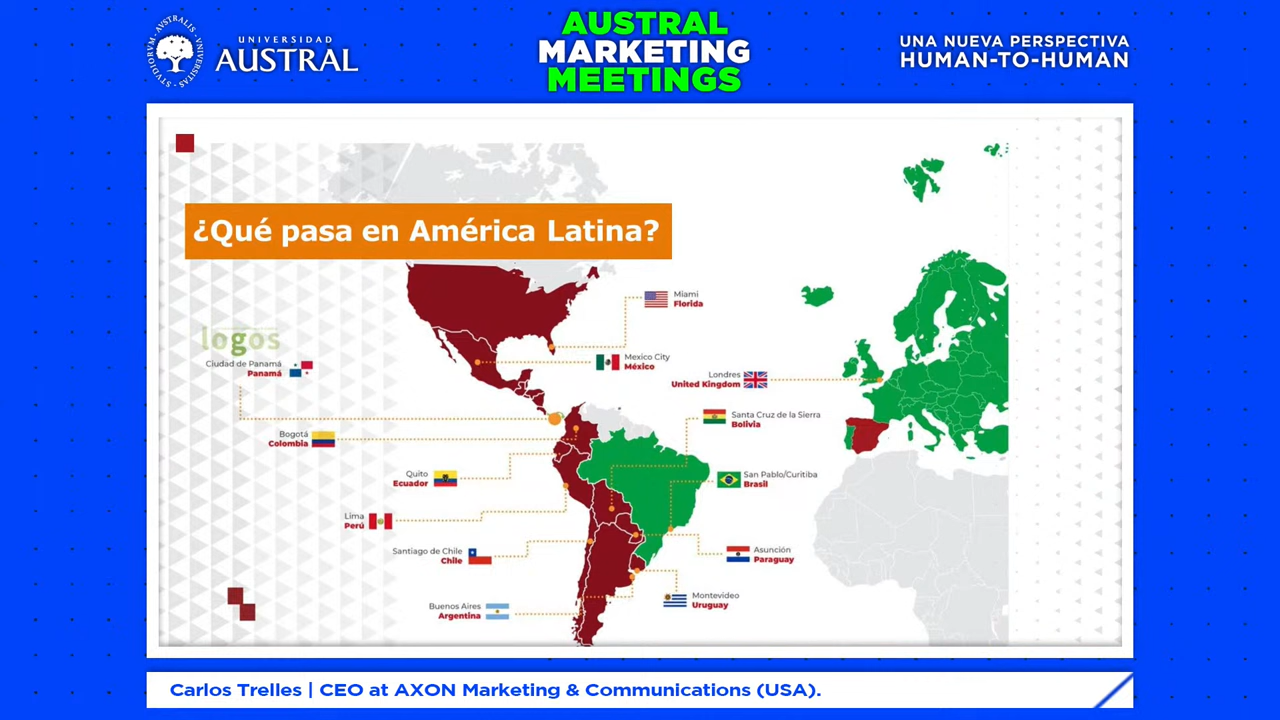 UNIVERSIDAD
AUSTRAL
STVDIORVM · AVSTRALIS · VNIVERSITAS ·
AUSTRAL
MARKETING
MEETINGS
UNA NUEVA PERSPECTIVA
HUMAN-TO-HUMAN
¿Qué pasa en América Latina?
Miami
Florida
logos
Ciudad de Panamá
Panamá
Mexico City
México
Londres
United Kingdom
Santa Cruz de la Sierra
Bolivia
Bogotá
Colombia
Quito
Ecuador
San Pablo/Curitiba
Brasil
Lima
Perú
Santiago de Chile
Chile
Asunción
Paraguay
Buenos Aires
Argentina
Montevideo
Uruguay
Carlos Trelles | CEO at AXON Marketing & Communications (USA).